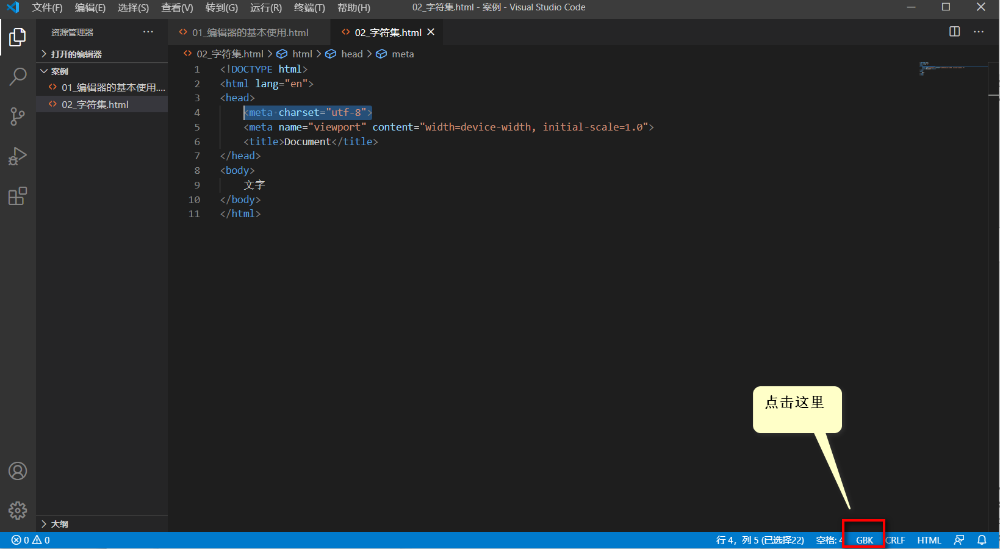 文件(F) 编辑(E) 选择(S) 查看(V) 转到(G) 运行(R) 终端(T) 帮助(H) 02_字符集.html - 案例 - Visual Studio Code
资源管理器
打开的编辑器
案例
01_编辑器的基本使用....
02_字符集.html
大纲
01_编辑器的基本使用.html 02_字符集.html
02_字符集.html > html > head > meta
1 <!DOCTYPE html>
2 <html lang="en">
3 <head>
4 <meta charset="utf-8">
5 <meta name="viewport" content="width=device-width, initial-scale=1.0">
6 <title>Document</title>
7 </head>
8 <body>
9 文字
10 </body>
11 </html>
点击这里
0 0 行 4，列 5 (已选择22) 空格: 4 GBK CRLF HTML